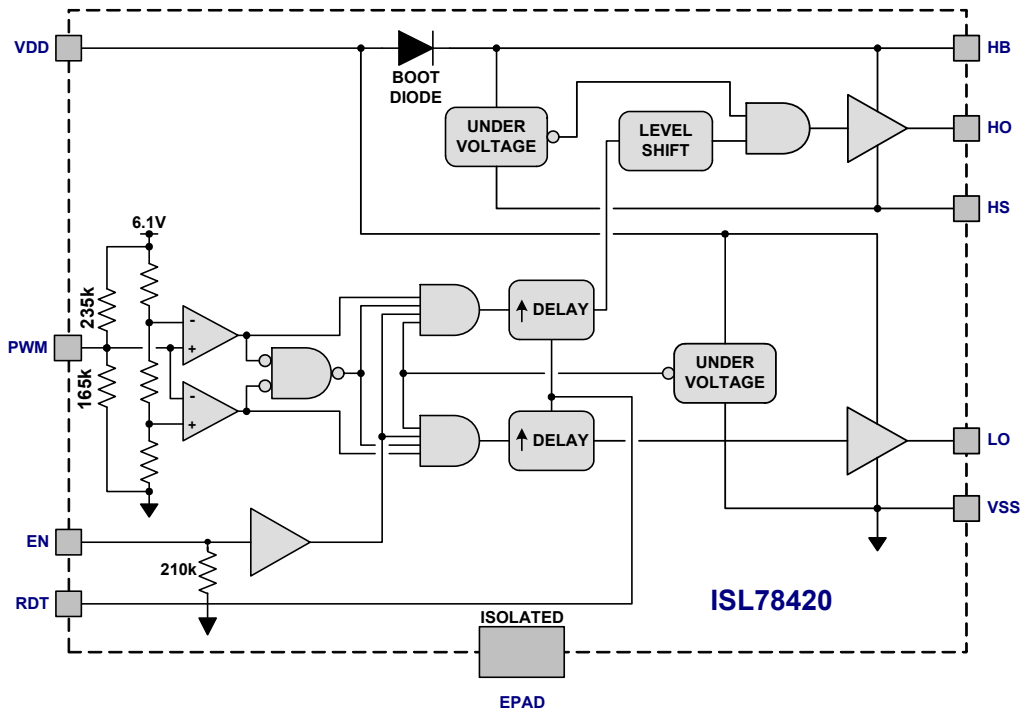 VDD
HB
BOOT
DIODE
UNDER
VOLTAGE
LEVEL
SHIFT
HO
HS
6.1V
235k
-
+
DELAY
PWM
165k
-
+
UNDER
VOLTAGE
DELAY
LO
VSS
EN
210k
RDT
ISL78420
ISOLATED
EPAD